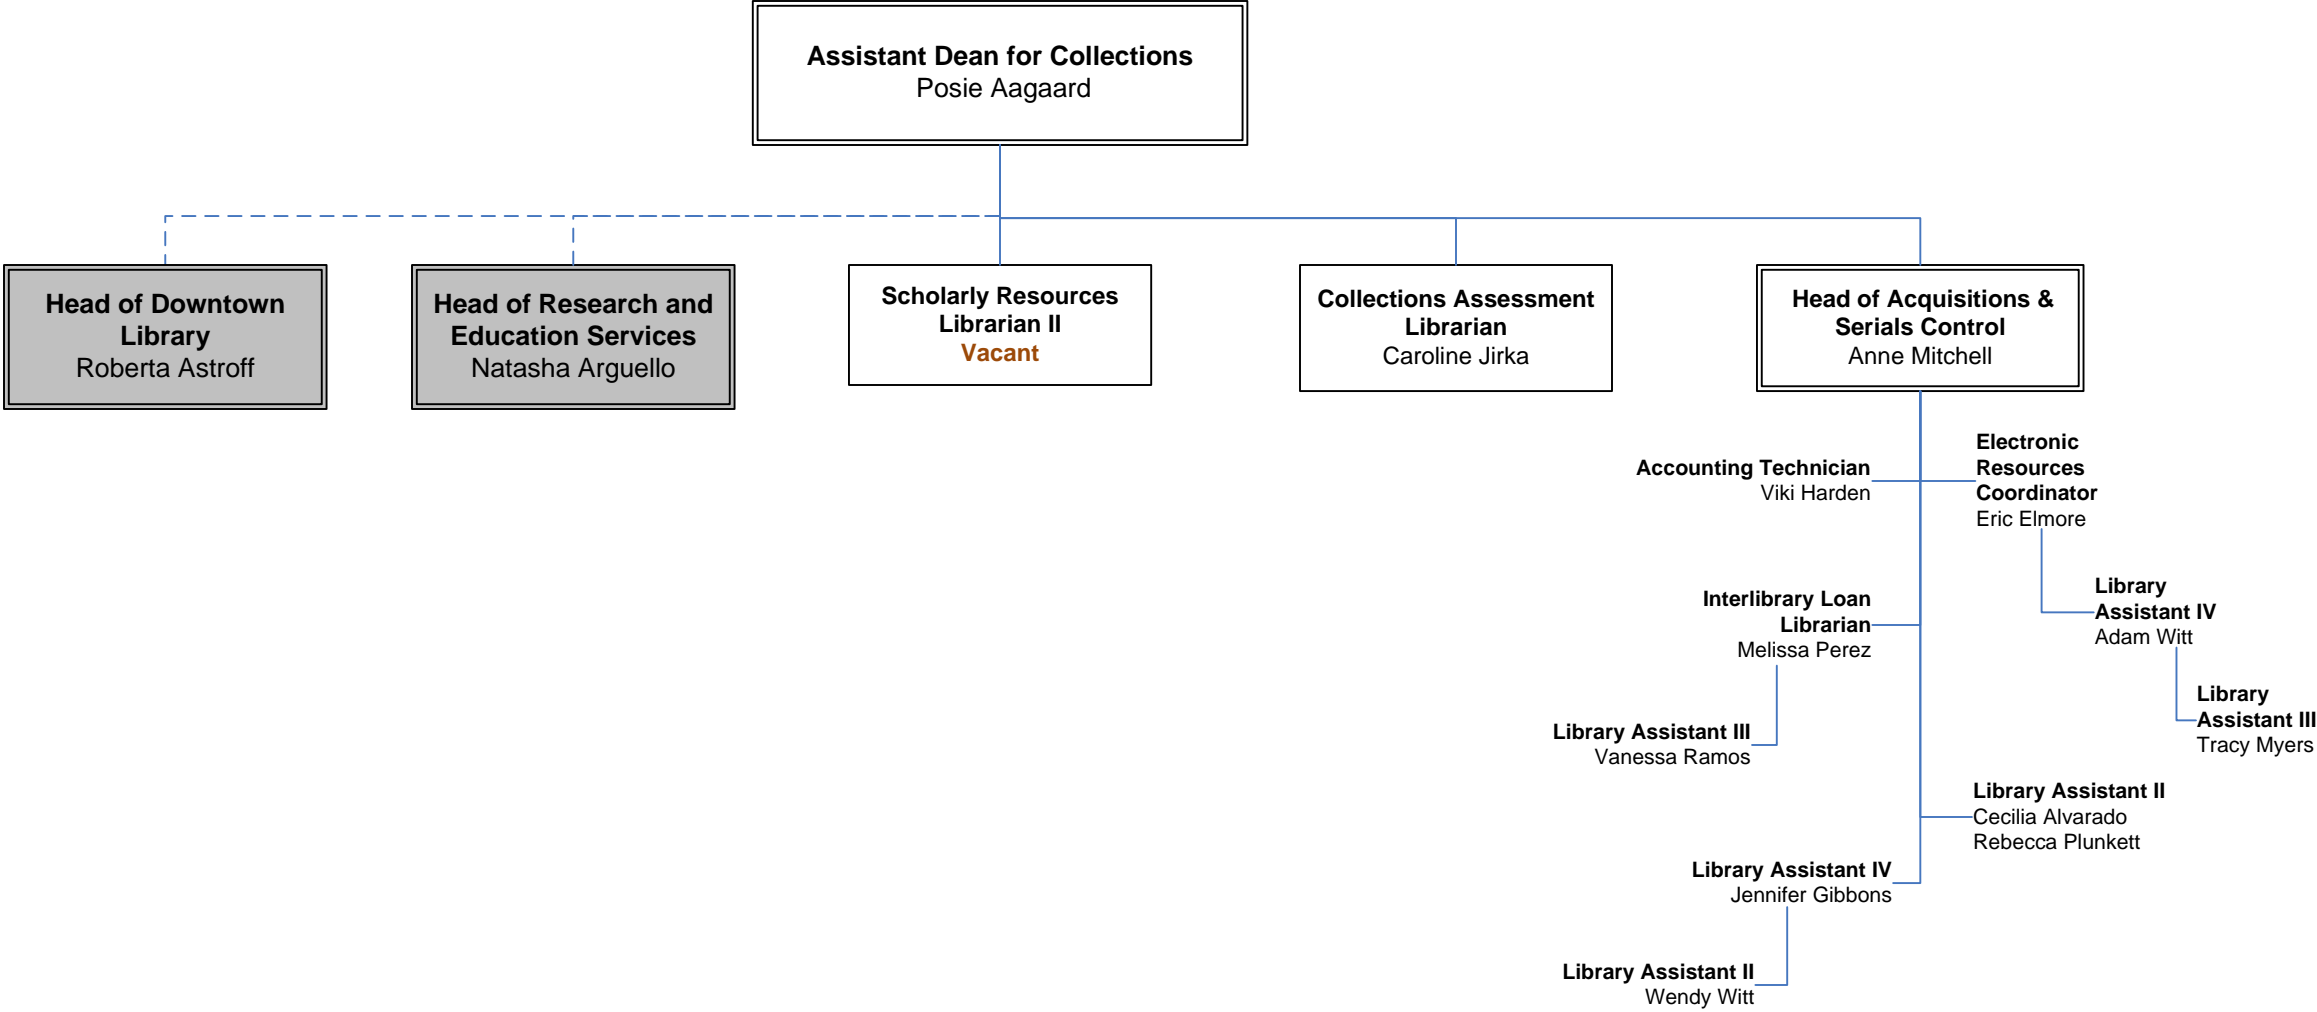 Assistant Dean for Collections
Posie Aagaard
Head of Downtown
Library
Roberta Astroff
Head of Research and
Education Services
Natasha Arguello
Scholarly Resources
Librarian II
Vacant
Collections Assessment
Librarian
Caroline Jirka
Head of Acquisitions &
Serials Control
Anne Mitchell
Accounting Technician
Viki Harden
Electronic
Resources
Coordinator
Eric Elmore
Interlibrary Loan
Librarian
Melissa Perez
Library
Assistant IV
Adam Witt
Library
Assistant III
Tracy Myers
Library Assistant III
Vanessa Ramos
Library Assistant II
Cecilia Alvarado
Rebecca Plunkett
Library Assistant IV
Jennifer Gibbons
Library Assistant II
Wendy Witt